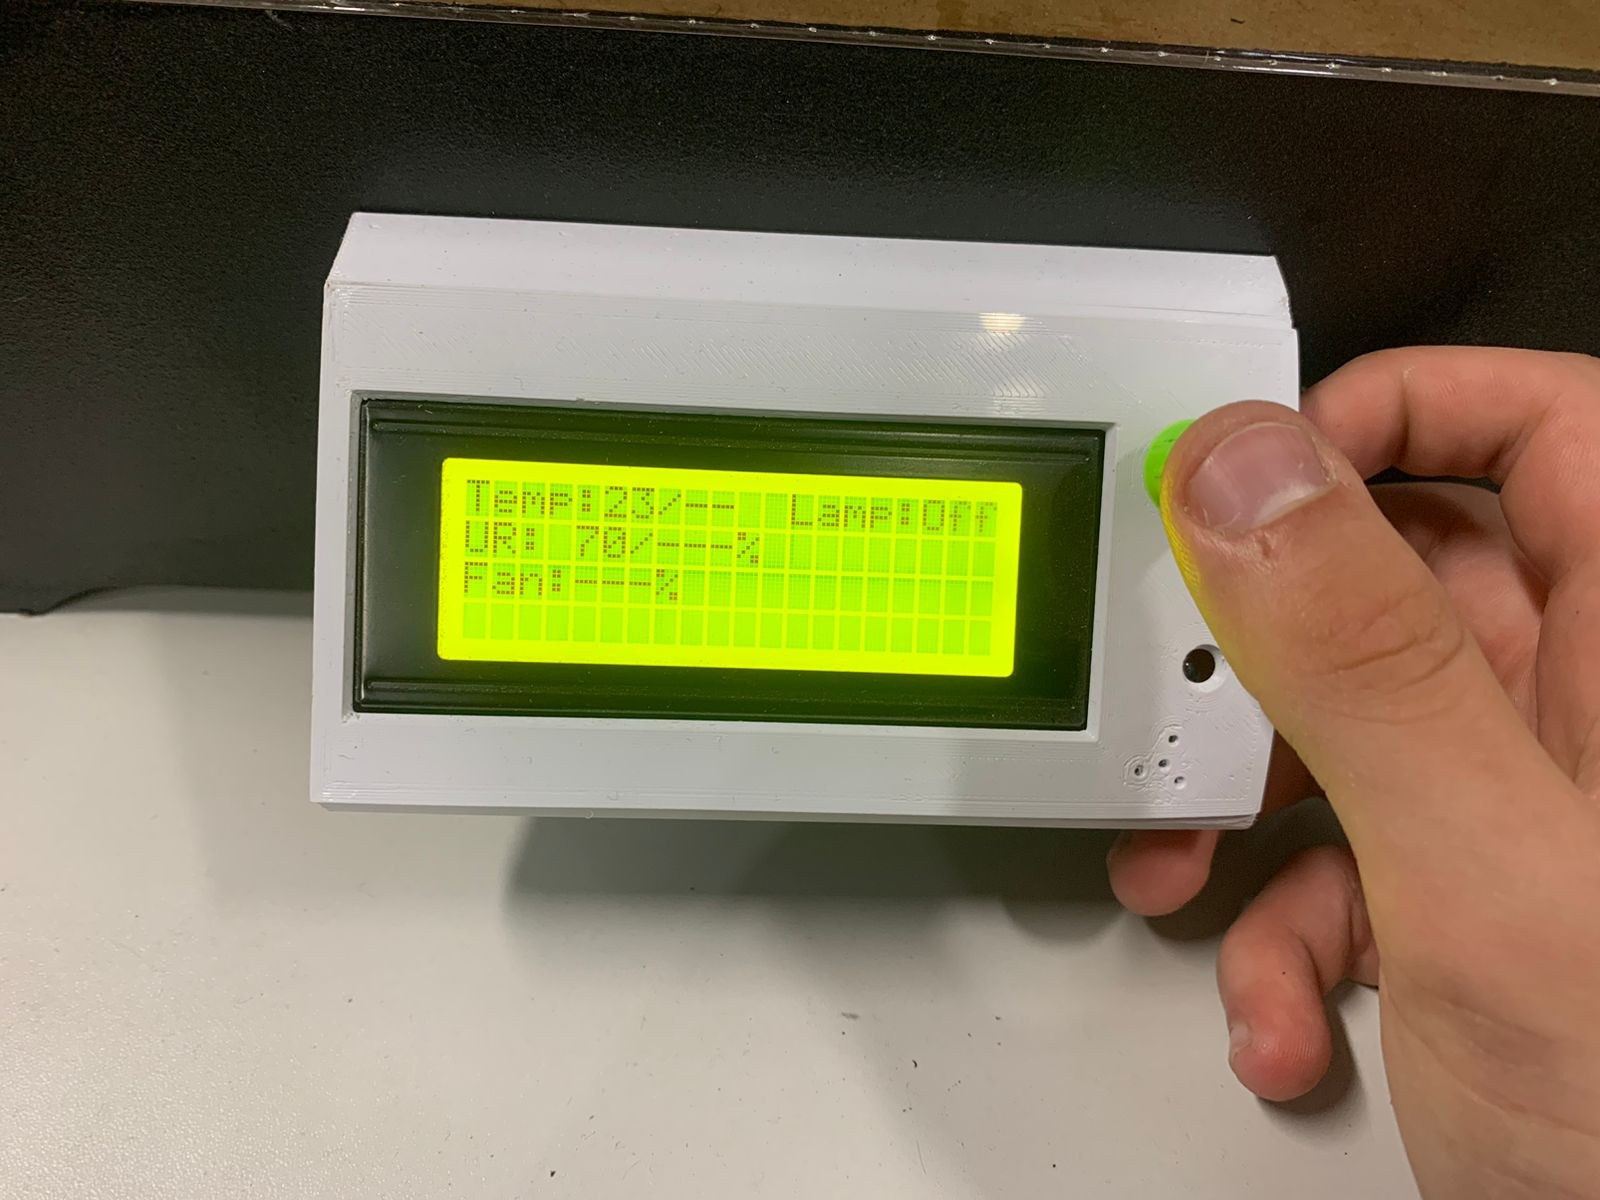 Temp:23/-- Lamp:Off
UR: 70/---%
Fan:---%